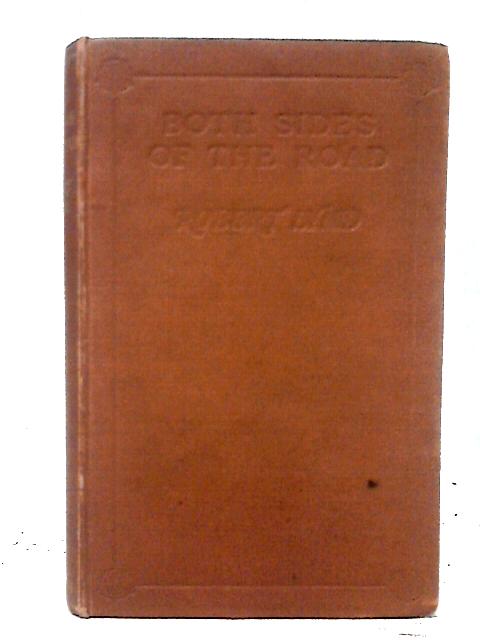 BOTH SIDES
OF THE ROAD
ROBERT LYND